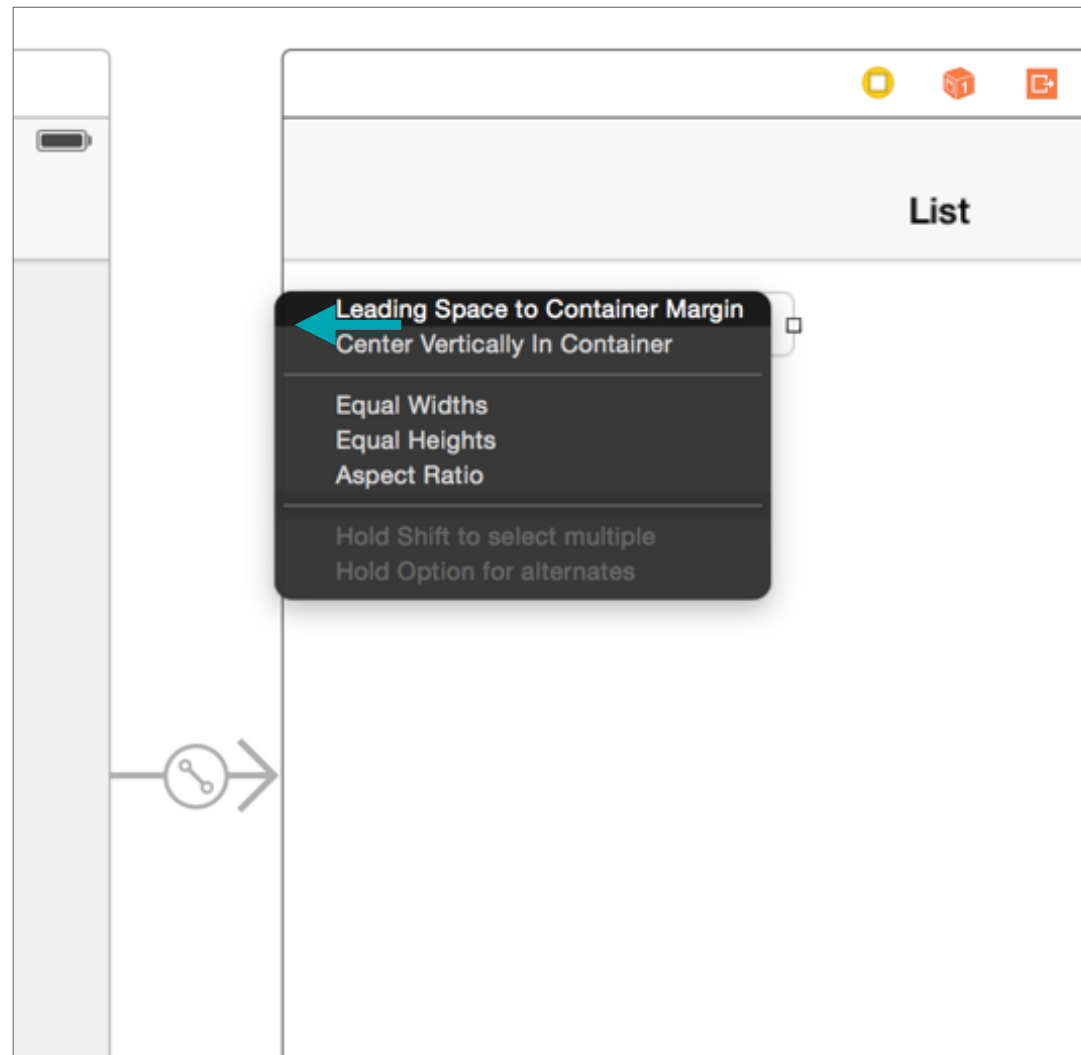 List
Leading Space to Container Margin
Center Vertically In Container
Equal Widths
Equal Heights
Aspect Ratio
Hold Shift to select multiple
Hold Option for alternates